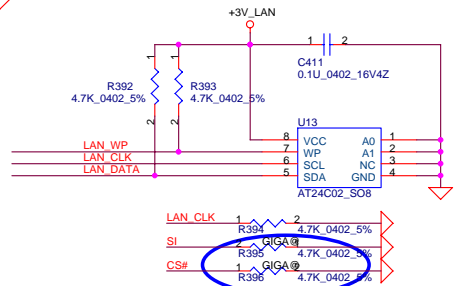 +3V_LAN
1 2
C411
0.1U_0402_16V4Z
1 1
R392 R393
4.7K_0402_5% 4.7K_0402_5%
2 2
U13
LAN_WP
LAN_CLK
LAN_DATA
8 VCC A0 1
7 WP A1 2
6 SCL NC 3
5 SDA GND 4
AT24C02_SO8
LAN_CLK 1 2
R394 4.7K_0402_5%
SI 2 GIGA@ 1
R395 4.7K_0402_5%
CS# 1 GIGA@ 2
R396 4.7K_0402_5%